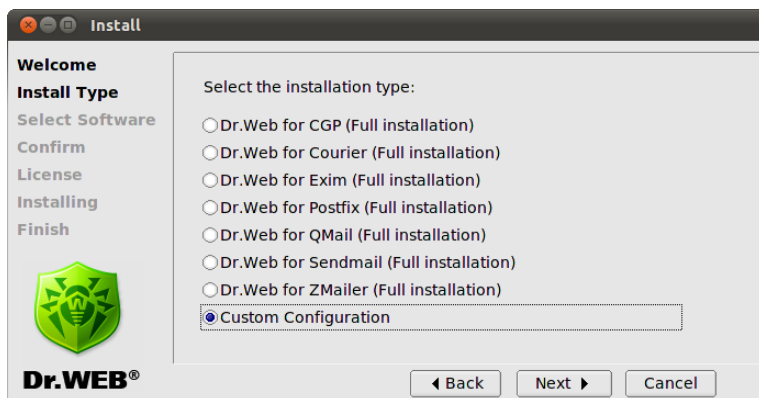 Install
Welcome
Install Type
Select Software
Confirm
License
Installing
Finish
Dr.WEB®
Select the installation type:
Dr.Web for CGP (Full installation)
Dr.Web for Courier (Full installation)
Dr.Web for Exim (Full installation)
Dr.Web for Postfix (Full installation)
Dr.Web for QMail (Full installation)
Dr.Web for Sendmail (Full installation)
Dr.Web for ZMailer (Full installation)
Custom Configuration
Back Next Cancel